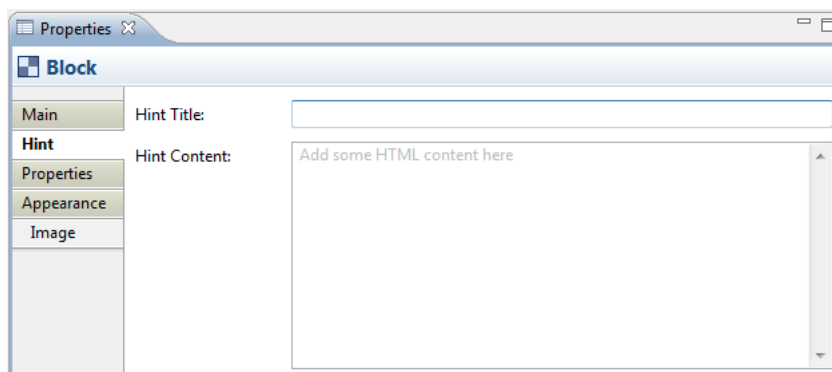 Properties
Block
Main
Hint Title:
Hint
Hint Content:
Add some HTML content here
Properties
Appearance
Image